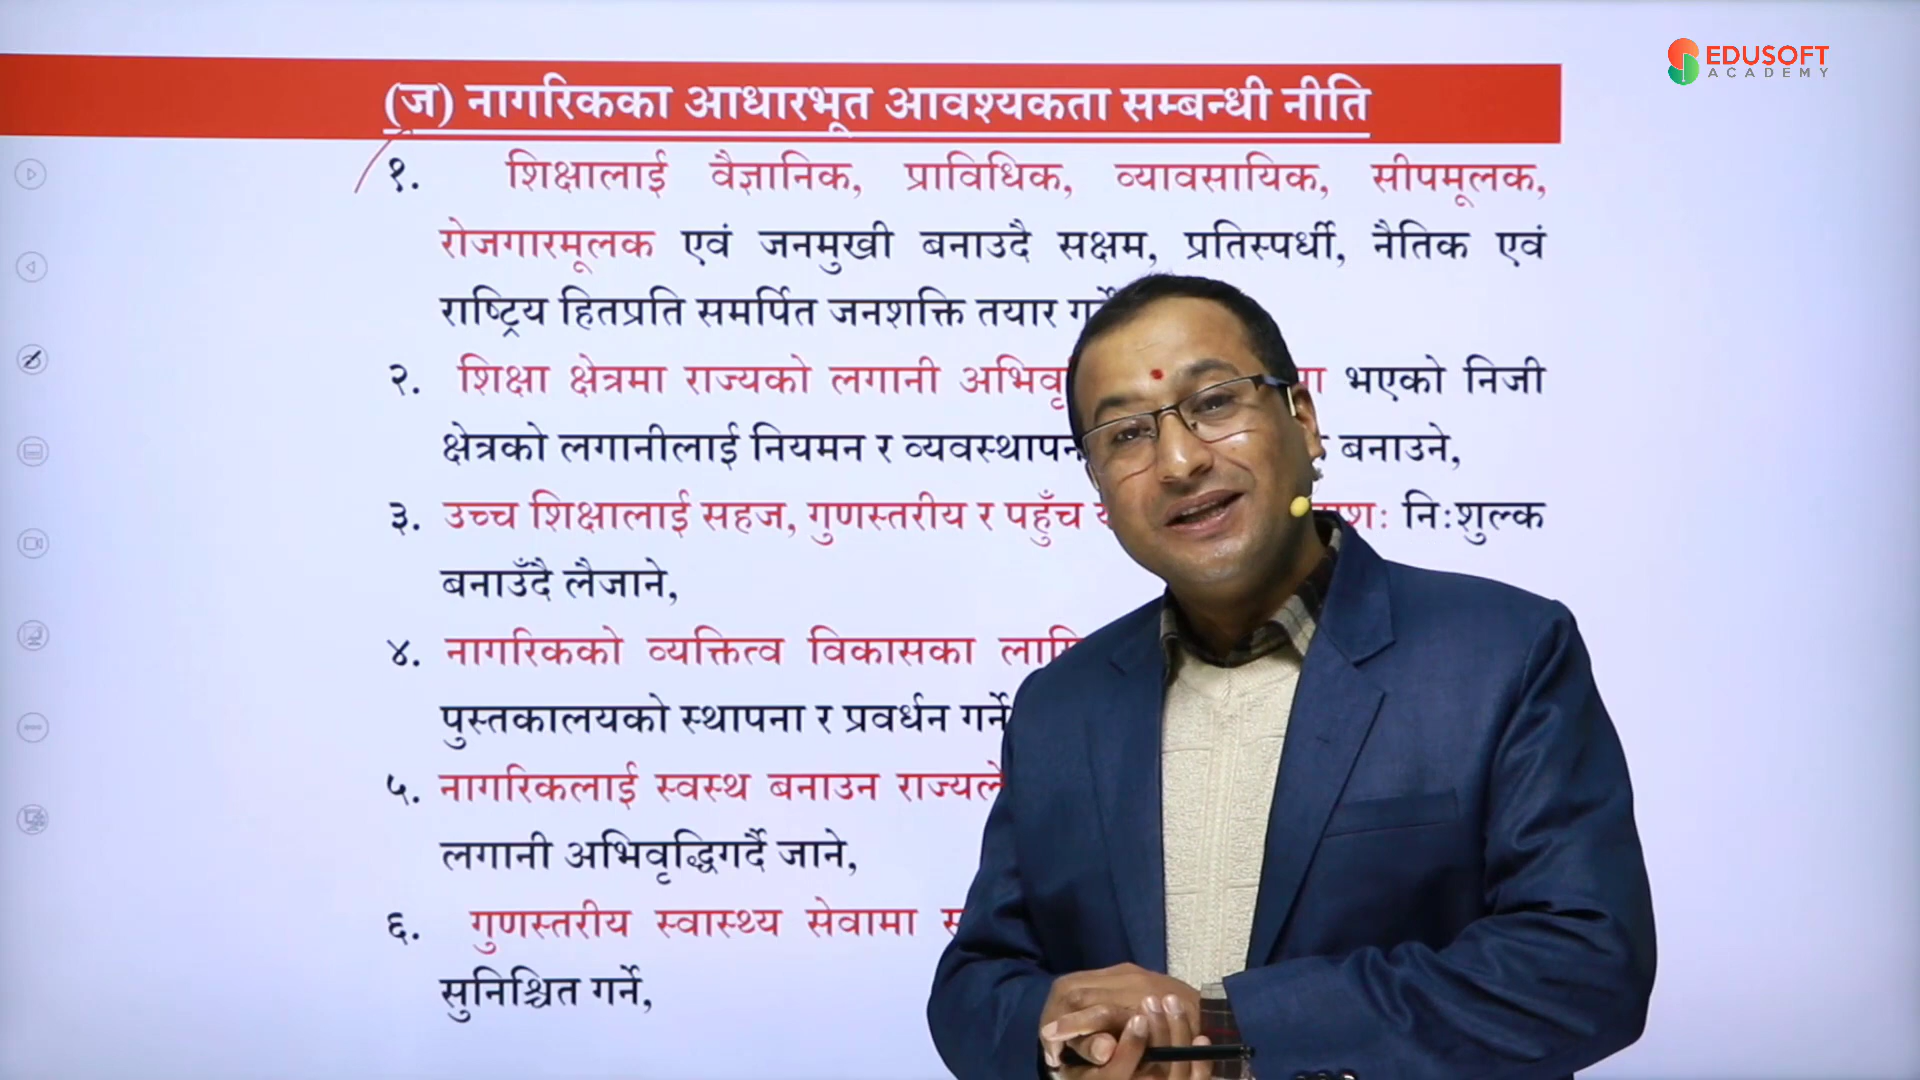 EDUSOFT
ACADEMY
(ज) नागरिकका आधारभूत आवश्यकता सम्बन्धी नीति
१. शिक्षालाई वैज्ञानिक, प्राविधिक, व्यावसायिक, सीपमूलक,
रोजगारमूलक एवं जनमुखी बनाउदै सक्षम, प्रतिस्पर्धी, नैतिक एवं
राष्ट्रिय हितप्रति समर्पित जनशक्ति तयार
२. शिक्षा क्षेत्रमा राज्यको लगानी भएको निजी
क्षेत्रको लगानीलाई नियमन र बनाउने,
३. उच्च शिक्षालाई सहज, गुणस्तरीय र पहुँच निःशुल्क
बनाउँदै लैजाने,
४. नागरिकको व्यक्तित्व विकासका
पुस्तकालयको स्थापना र प्रवर्धन गर्ने
५. नागरिकलाई स्वस्थ बनाउन राज्यले
लगानी अभिवृद्धिगर्दै जाने,
६. गुणस्तरीय स्वास्थ्य सेवामा
सुनिश्चित गर्ने,